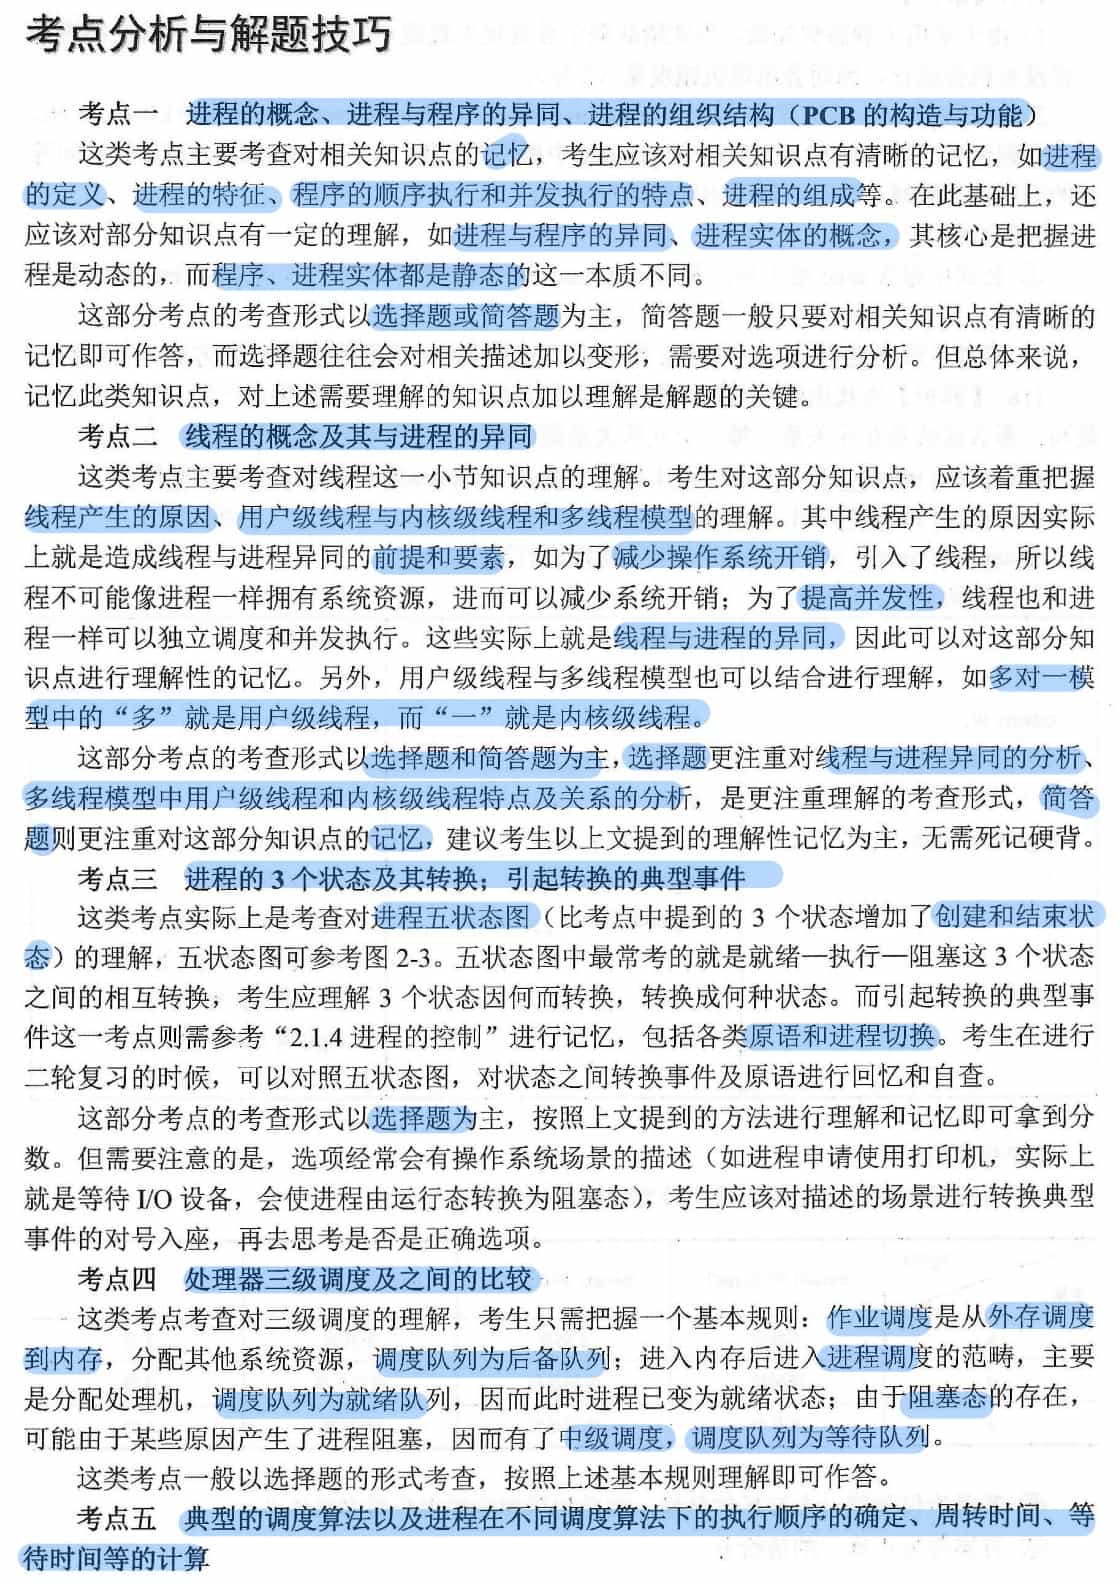 考点分析与解题技巧
考点一 进程的概念、进程与程序的异同、进程的组织结构（PCB 的构造与功能）
这类考点主要考查对相关知识点的记忆，考生应该对相关知识点有清晰的记忆，如进程
的定义、进程的特征、程序的顺序执行和并发执行的特点、进程的组成等。在此基础上，还
应该对部分知识点有一定的理解，如进程与程序的异同、进程实体的概念，其核心是把握进
程是动态的，而程序、进程实体都是静态的这一本质不同。
这部分考点的考查形式以选择题或简答题为主，简答题一般只要对相关知识点有清晰的
记忆即可作答，而选择题往往会对相关描述加以变形，需要对选项进行分析。但总体来说，
记忆此类知识点，对上述需要理解的知识点加以理解是解题的关键。
考点二 线程的概念及其与进程的异同
这类考点主要考查对线程这一小节知识点的理解。考生对这部分知识点，应该着重把握
线程产生的原因、用户级线程与内核级线程和多线程模型的理解。其中线程产生的原因实际
上就是造成线程与进程异同的前提和要素，如为了减少操作系统开销，引入了线程，所以线
程不可能像进程一样拥有系统资源，进而可以减少系统开销；为了提高并发性，线程也和进
程一样可以独立调度和并发执行。这些实际上就是线程与进程的异同，因此可以对这部分知
识点进行理解性的记忆。另外，用户级线程与多线程模型也可以结合进行理解，如多对一模
型中的“多”就是用户级线程，而“一”就是内核级线程。
这部分考点的考查形式以选择题和简答题为主，选择题更注重对线程与进程异同的分析、
多线程模型中用户级线程和内核级线程特点及关系的分析，是更注重理解的考查形式，简答
题则更注重对这部分知识点的记忆，建议考生以上文提到的理解性记忆为主，无需死记硬背。
考点三 进程的 3 个状态及其转换；引起转换的典型事件
这类考点实际上是考查对进程五状态图（比考点中提到的 3 个状态增加了创建和结束状
态）的理解，五状态图可参考图 2-3。五状态图中最常考的就是就绪—执行—阻塞这 3 个状态
之间的相互转换，考生应理解 3 个状态因何而转换，转换成何种状态。而引起转换的典型事
件这一考点则需参考“2.1.4 进程的控制”进行记忆，包括各类原语和进程切换。考生在进行
二轮复习的时候，可以对照五状态图，对状态之间转换事件及原语进行回忆和自查。
这部分考点的考查形式以选择题为主，按照上文提到的方法进行理解和记忆即可拿到分
数。但需要注意的是，选项经常会有操作系统场景的描述（如进程申请使用打印机，实际上
就是等待 I/O 设备，会使进程由运行态转换为阻塞态），考生应该对描述的场景进行转换典型
事件的对号入座，再去思考是否是正确选项。
考点四 处理器三级调度及之间的比较
这类考点考查对三级调度的理解，考生只需把握一个基本规则：作业调度是从外存调度
到内存，分配其他系统资源，调度队列为后备队列；进入内存后进入进程调度的范畴，主要
是分配处理机，调度队列为就绪队列，因而此时进程已变为就绪状态；由于阻塞态的存在，
可能由于某些原因产生了进程阻塞，因而有了中级调度，调度队列为等待队列。
这类考点一般以选择题的形式考查，按照上述基本规则理解即可作答。
考点五 典型的调度算法以及进程在不同调度算法下的执行顺序的确定、周转时间、等
待时间等的计算